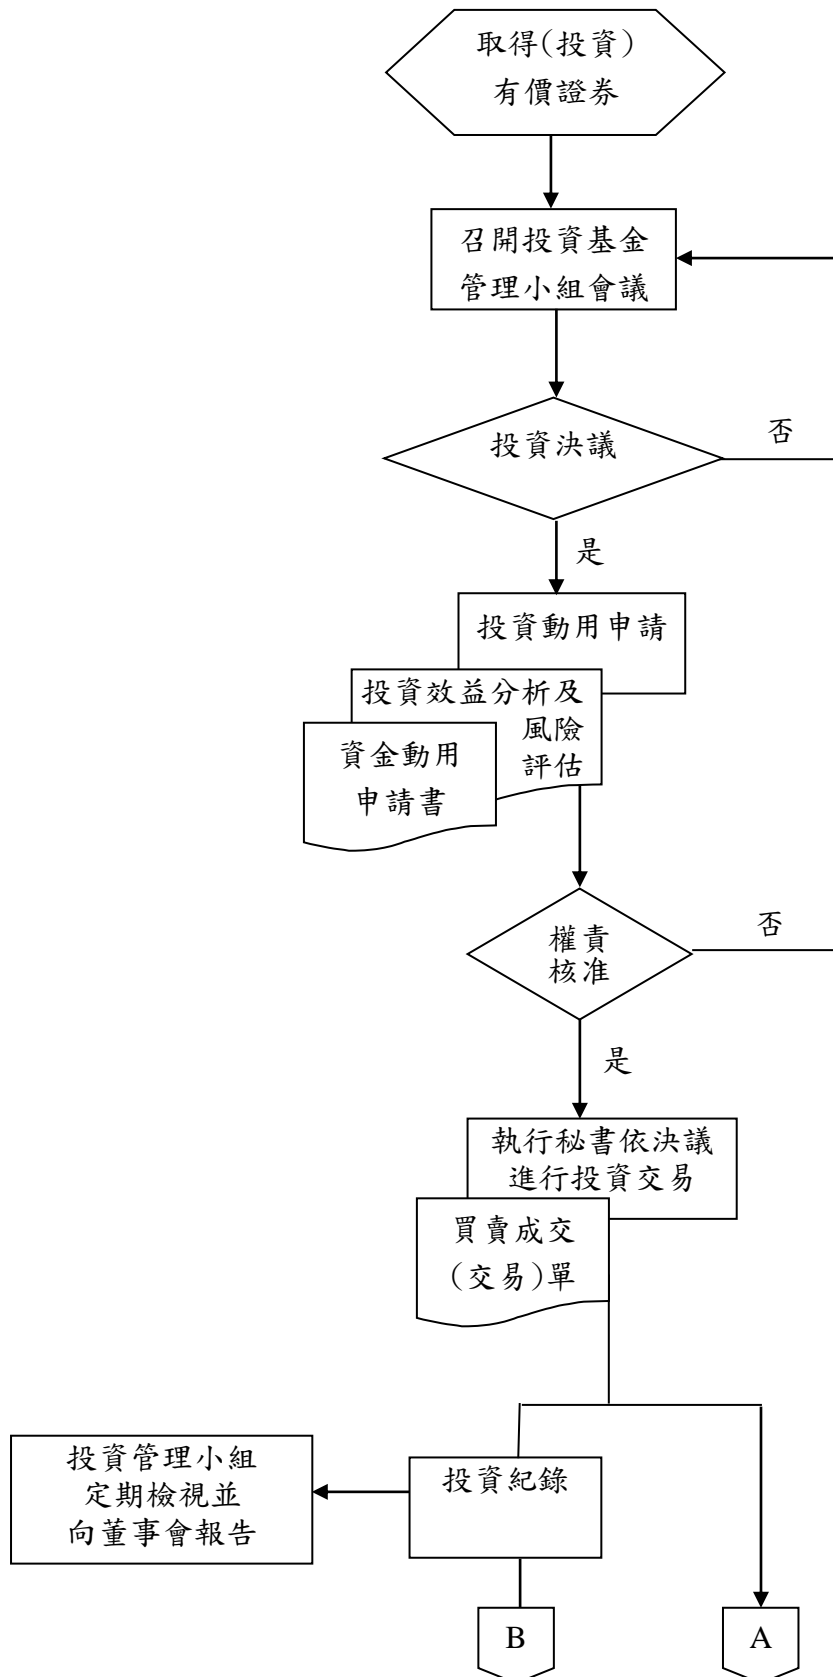 取得(投資)
有價證券
召開投資基金
管理小組會議
投資決議
否
是
投資動用申請
投資效益分析及
風險
評估
資金動用
申請書
權責
核准
否
是
執行秘書依決議
進行投資交易
買賣成交
(交易)單
投資管理小組
定期檢視並
向董事會報告
投資紀錄
B
A